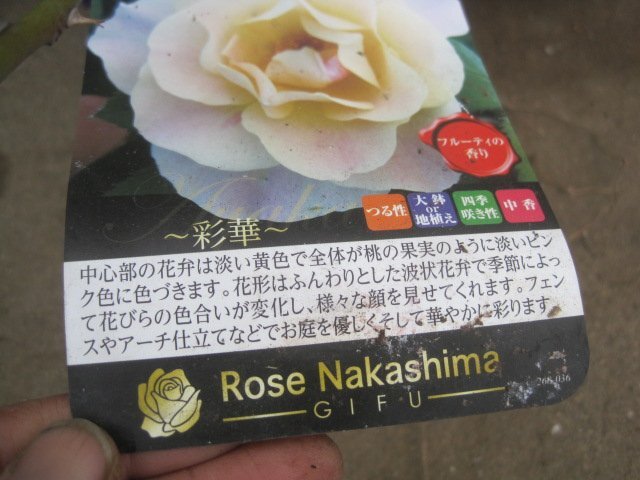 フルーティの
香り
つる性
大鉢
or
地植え
四季
咲き性
中香
～彩華～
中心部の花弁は淡い黄色で全体が桃の果実のように淡いピン
ク色に色づきます。花形はふんわりとした波状花弁で季節によっ
て花びらの色合いが変化し、様々な顔を見せてくれます。フェン
スやアーチ仕立てなどでお庭を優しくそして華やかに彩ります
Rose Nakashima
GIFU